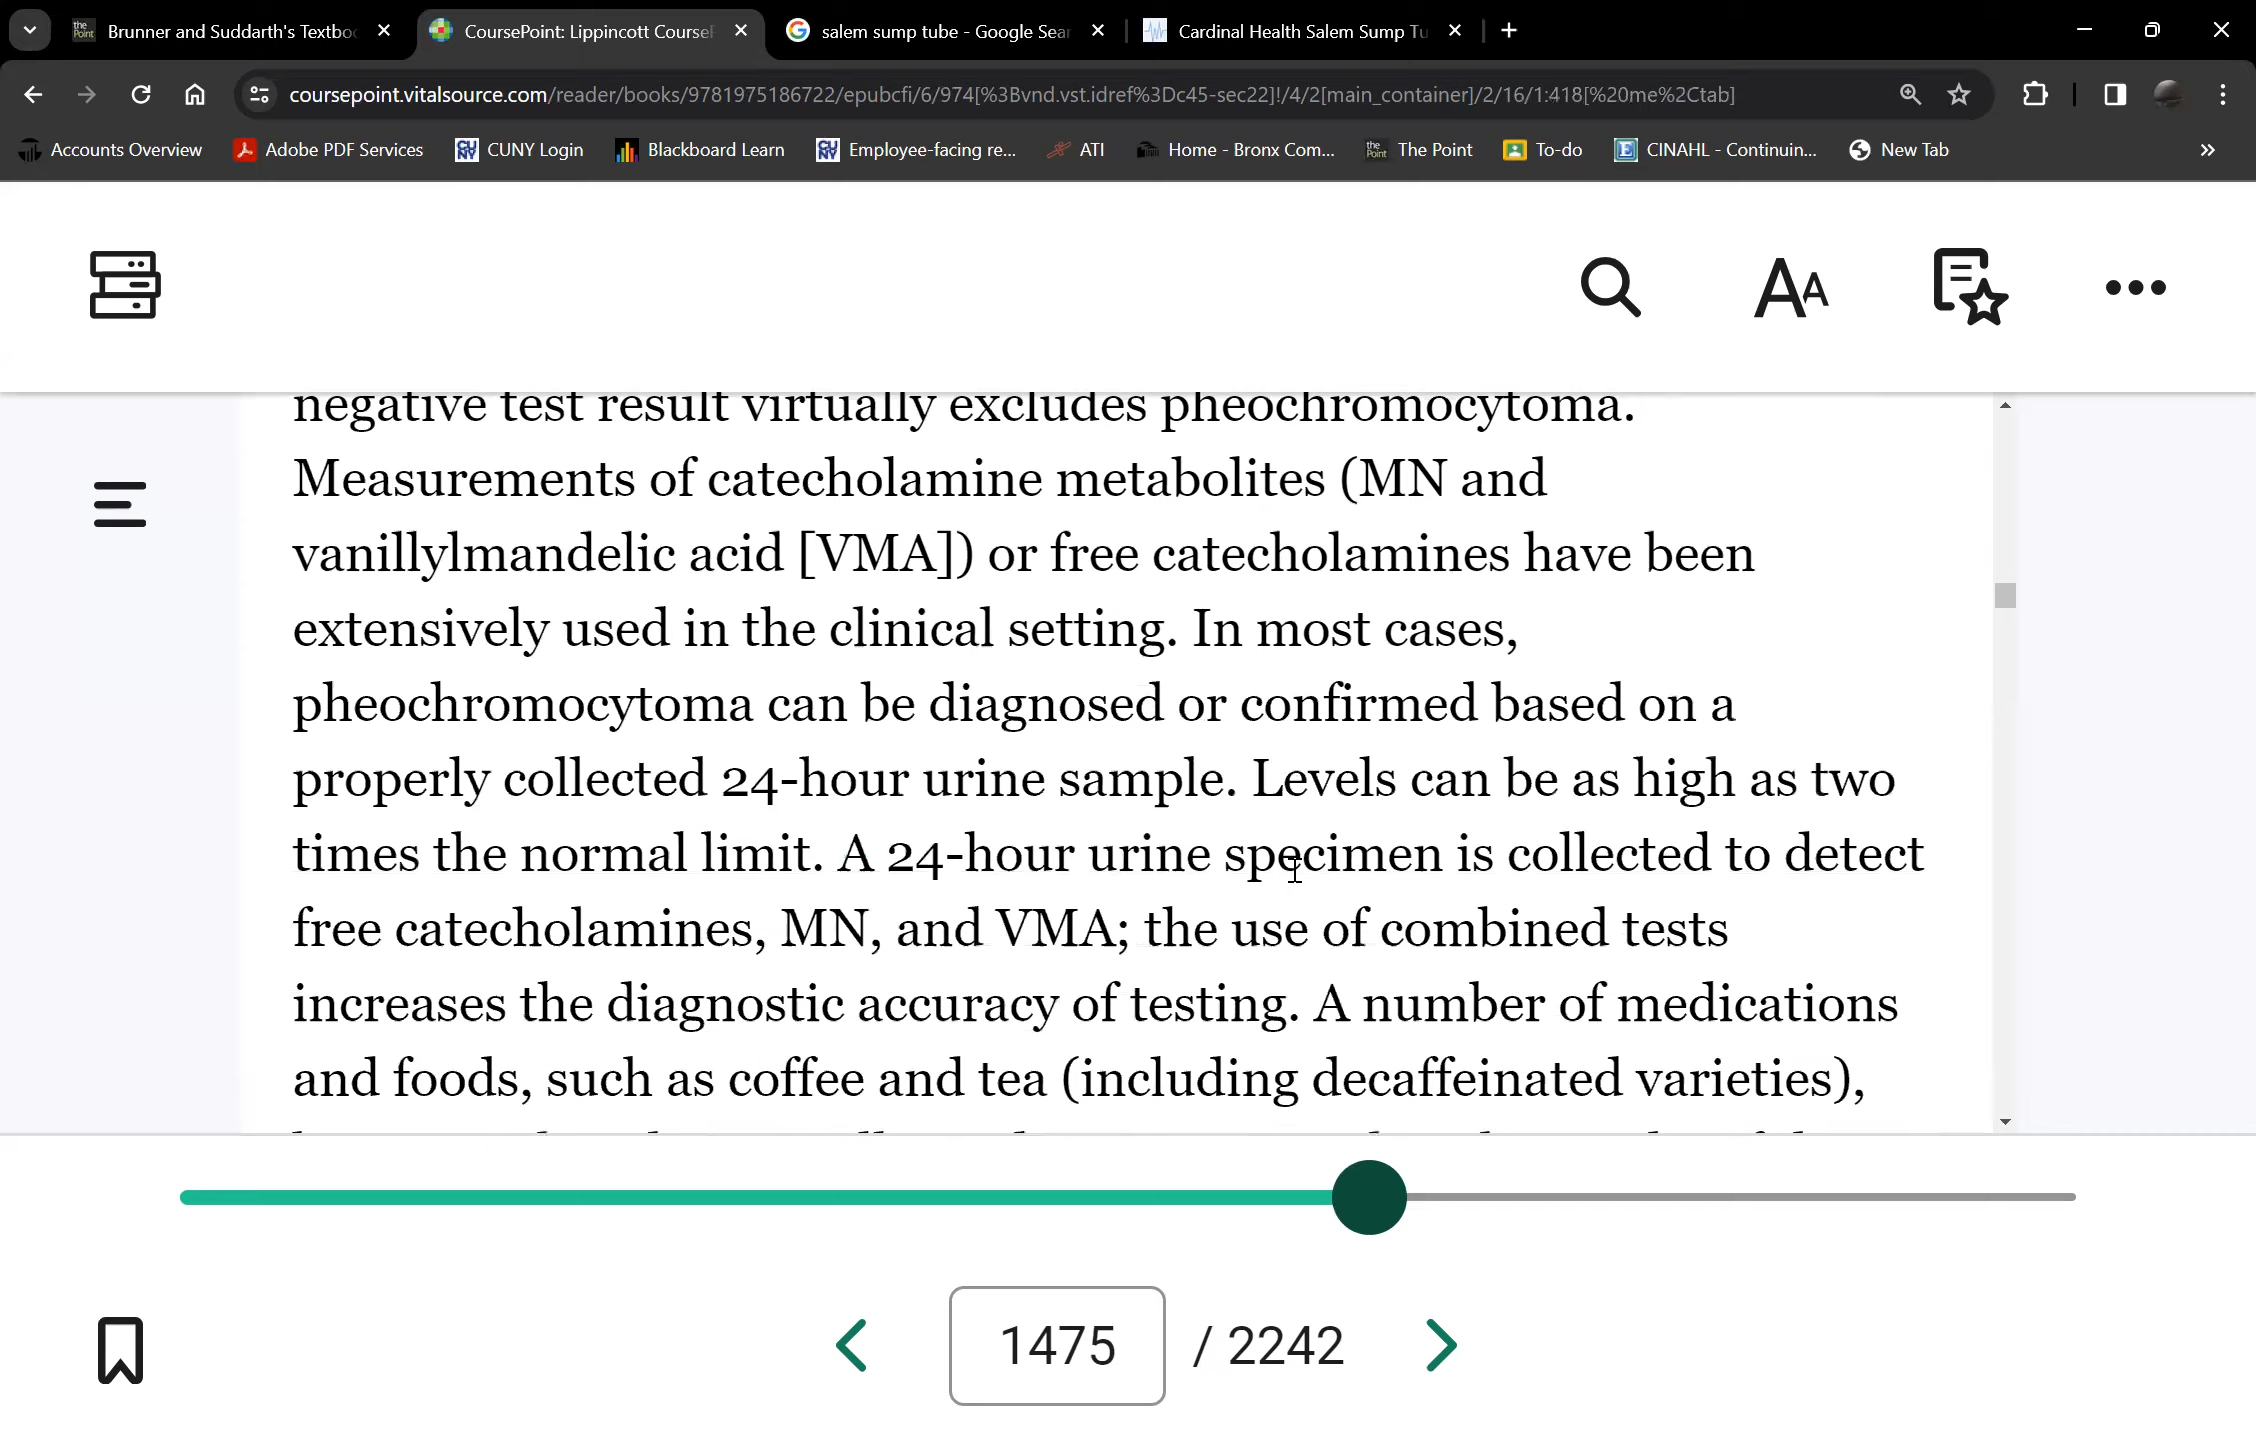 the Point
Brunner and Suddarth's Textbo
CoursePoint: Lippincott CourseP
salem sump tube - Google Sear
Cardinal Health Salem Sump Tu
coursepoint.vitalsource.com/reader/books/9781975186722/epubcfi/6/974[%3Bvnd.vst.idref%3Dc45-sec22]!/4/2[main_container]/2/16/1:418[%20me%2Ctab]
Accounts Overview
Adobe PDF Services
CUNY Login
Blackboard Learn
Employee-facing re...
ATI
Home - Bronx Com...
the Point
The Point
To-do
CINAHL - Continuin...
New Tab
AA
negative test result virtually excludes pheochromocytoma.
Measurements of catecholamine metabolites (MN and
vanillylmandelic acid [VMA]) or free catecholamines have been
extensively used in the clinical setting. In most cases,
pheochromocytoma can be diagnosed or confirmed based on a
properly collected 24-hour urine sample. Levels can be as high as two
times the normal limit. A 24-hour urine specimen is collected to detect
free catecholamines, MN, and VMA; the use of combined tests
increases the diagnostic accuracy of testing. A number of medications
and foods, such as coffee and tea (including decaffeinated varieties),
1475 / 2242